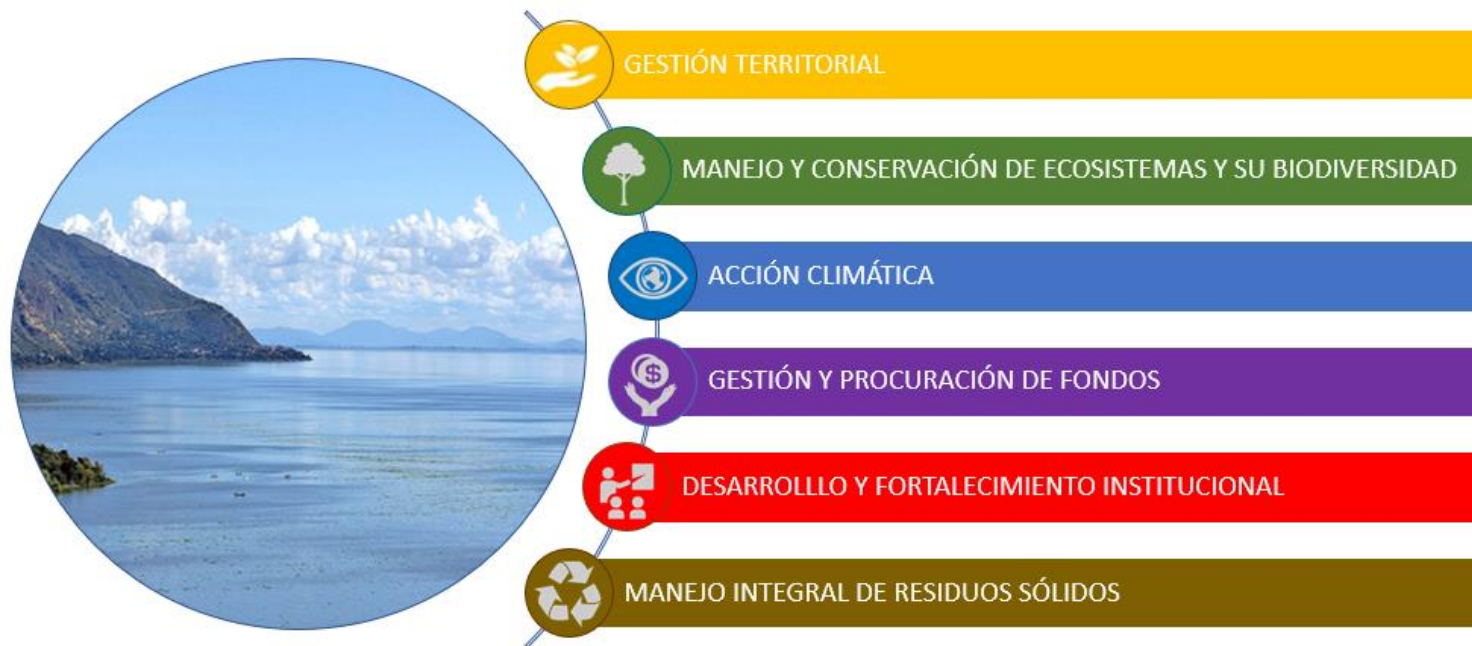 GESTIÓN TERRITORIAL
MANEJO Y CONSERVACIÓN DE ECOSISTEMAS Y SU BIODIVERSIDAD
ACCIÓN CLIMÁTICA
$
GESTIÓN Y PROCURACIÓN DE FONDOS
DESARROLLLO Y FORTALECIMIENTO INSTITUCIONAL
MANEJO INTEGRAL DE RESIDUOS SÓLIDOS